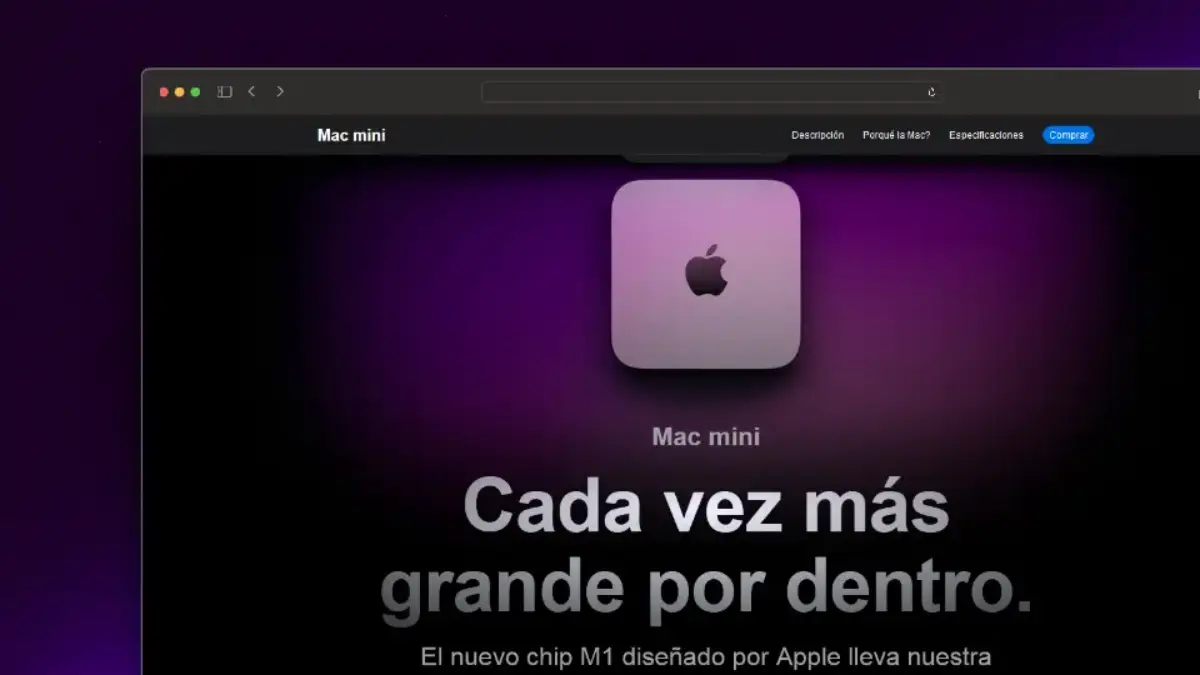 Mac mini
Descripción Porqué la Mac? Especificaciones Comprar
Mac mini
Cada vez más
grande por dentro.
El nuevo chip M1 diseñado por Apple lleva nuestra